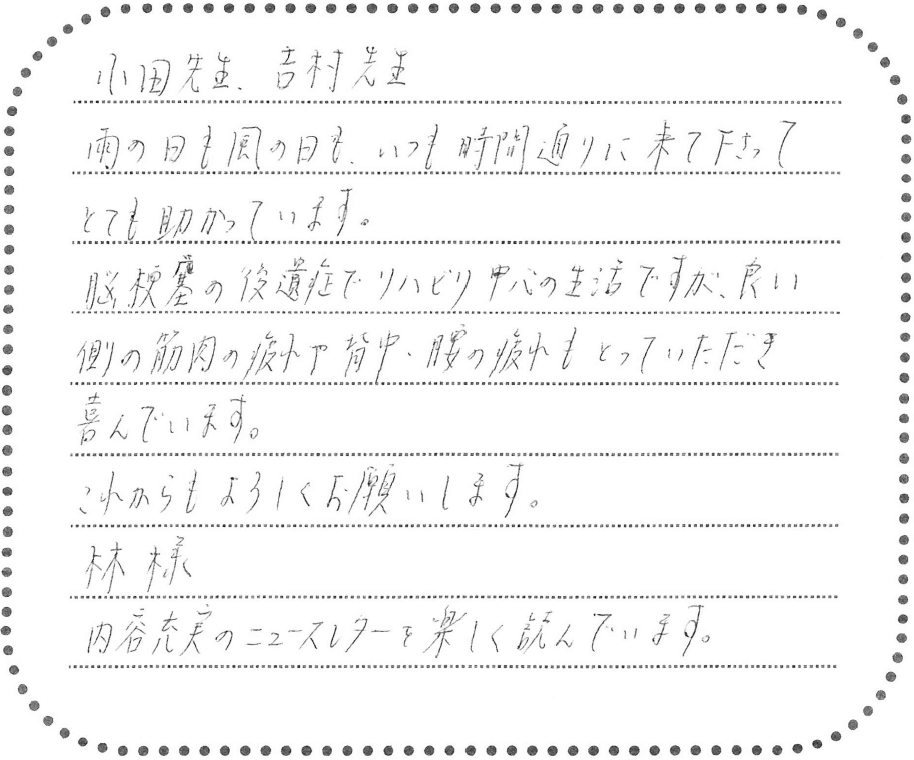 小田先生、吉村先生
雨の日も風の日も、いつも時間通りに来て下さって
とても助かっています。
脳梗塞の後遺症でリハビリ中心の生活ですが、良い
側の筋肉の疲れや背中・腰の疲れもとっていただき
喜んでいます。
これからもよろしくお願いします。
林様
内容充実のニュースレターを楽しく読んでいます。